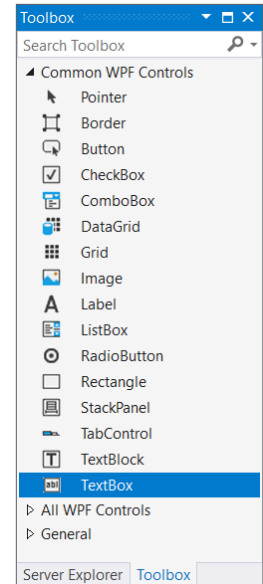 Toolbox
Search Toolbox
Common WPF Controls
Pointer
Border
Button
CheckBox
ComboBox
DataGrid
Grid
Image
A Label
ListBox
RadioButton
Rectangle
StackPanel
TabControl
T TextBlock
abl TextBox
All WPF Controls
General
Server Explorer Toolbox